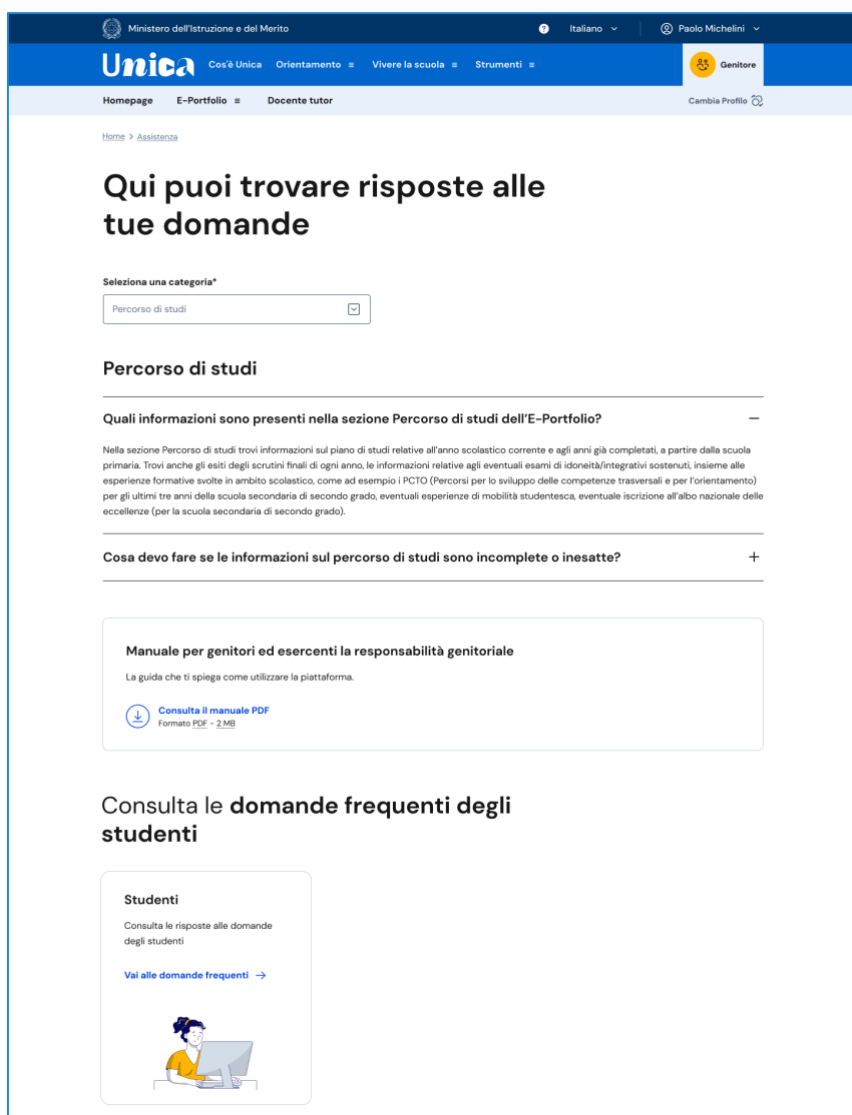 Ministero dell'Istruzione e del Merito
?
Italiano
Paolo Michelini
Unica
Cos'è Unica
Orientamento
Vivere la scuola
Strumenti
Genitore
Homepage
E-Portfolio
Docente tutor
Cambia Profilo
Home > Assistenza
Qui puoi trovare risposte alle
tue domande
Seleziona una categoria*
Percorso di studi
Percorso di studi
Quali informazioni sono presenti nella sezione Percorso di studi dell'E-Portfolio?
Nella sezione Percorso di studi trovi informazioni sul piano di studi relative all'anno scolastico corrente e agli anni già completati, a partire dalla scuola
primaria. Trovi anche gli esiti degli scrutini finali di ogni anno, le informazioni relative agli eventuali esami di idoneità/integrativi sostenuti, insieme alle
esperienze formative svolte in ambito scolastico, come ad esempio i PCTO (Percorsi per lo sviluppo delle competenze trasversali e per l'orientamento)
per gli ultimi tre anni della scuola secondaria di secondo grado, eventuali esperienze di mobilità studentesca, eventuale iscrizione all'albo nazionale delle
eccellenze (per la scuola secondaria di secondo grado).
Cosa devo fare se le informazioni sul percorso di studi sono incomplete o inesatte?
Manuale per genitori ed esercenti la responsabilità genitoriale
La guida che ti spiega come utilizzare la piattaforma.
Consulta il manuale PDF
Formato PDF - 2 MB
Consulta le domande frequenti degli
studenti
Studenti
Consulta le risposte alle domande
degli studenti
Vai alle domande frequenti →